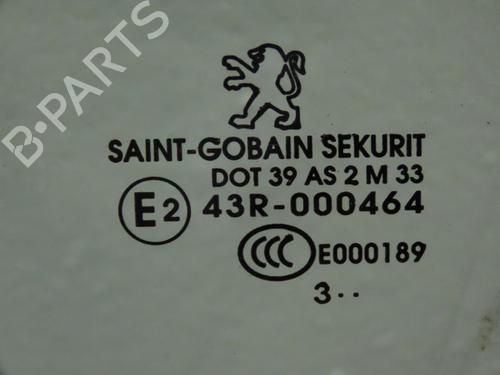 B-PARTS
SAINT-GOBAIN SEKURIT
DOT 39 AS 2 M 33
E2 43R-000464
CCC E000189
3··